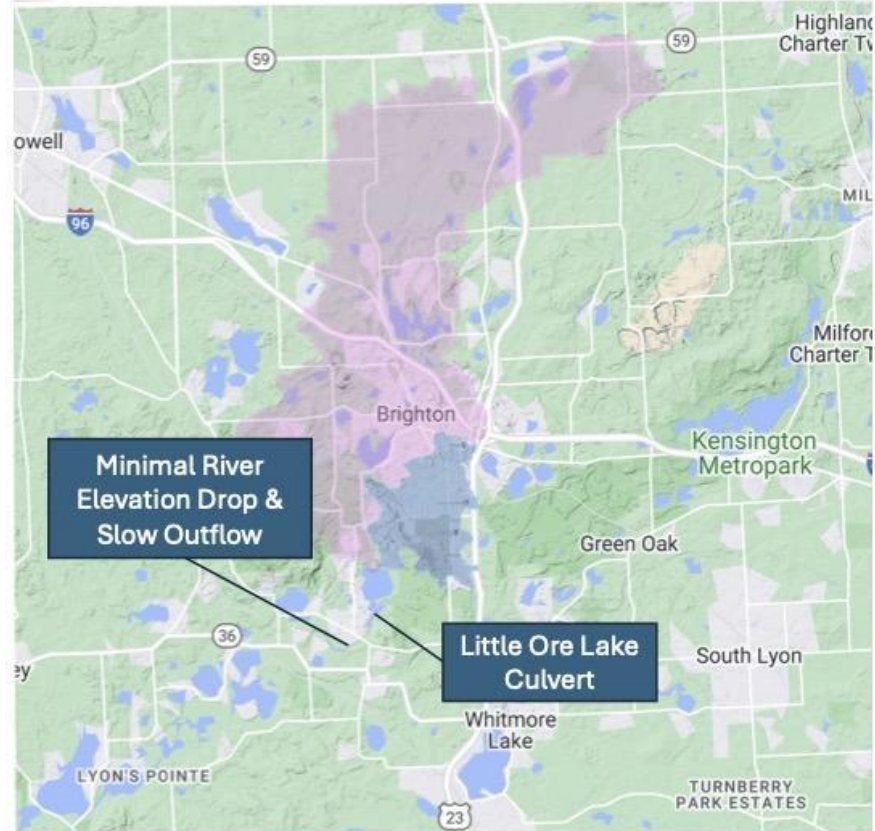 Highland
Charter Tw
59
59
owell
96
MIL
Milford
Charter T
Brighton
Kensington
Metropark
Minimal River
Elevation Drop &
Slow Outflow
Green Oak
36
ey
Little Ore Lake
Culvert
South Lyon
Whitmore
Lake
LYON'S POINTE
TURNBERRY
PARK ESTATES
23